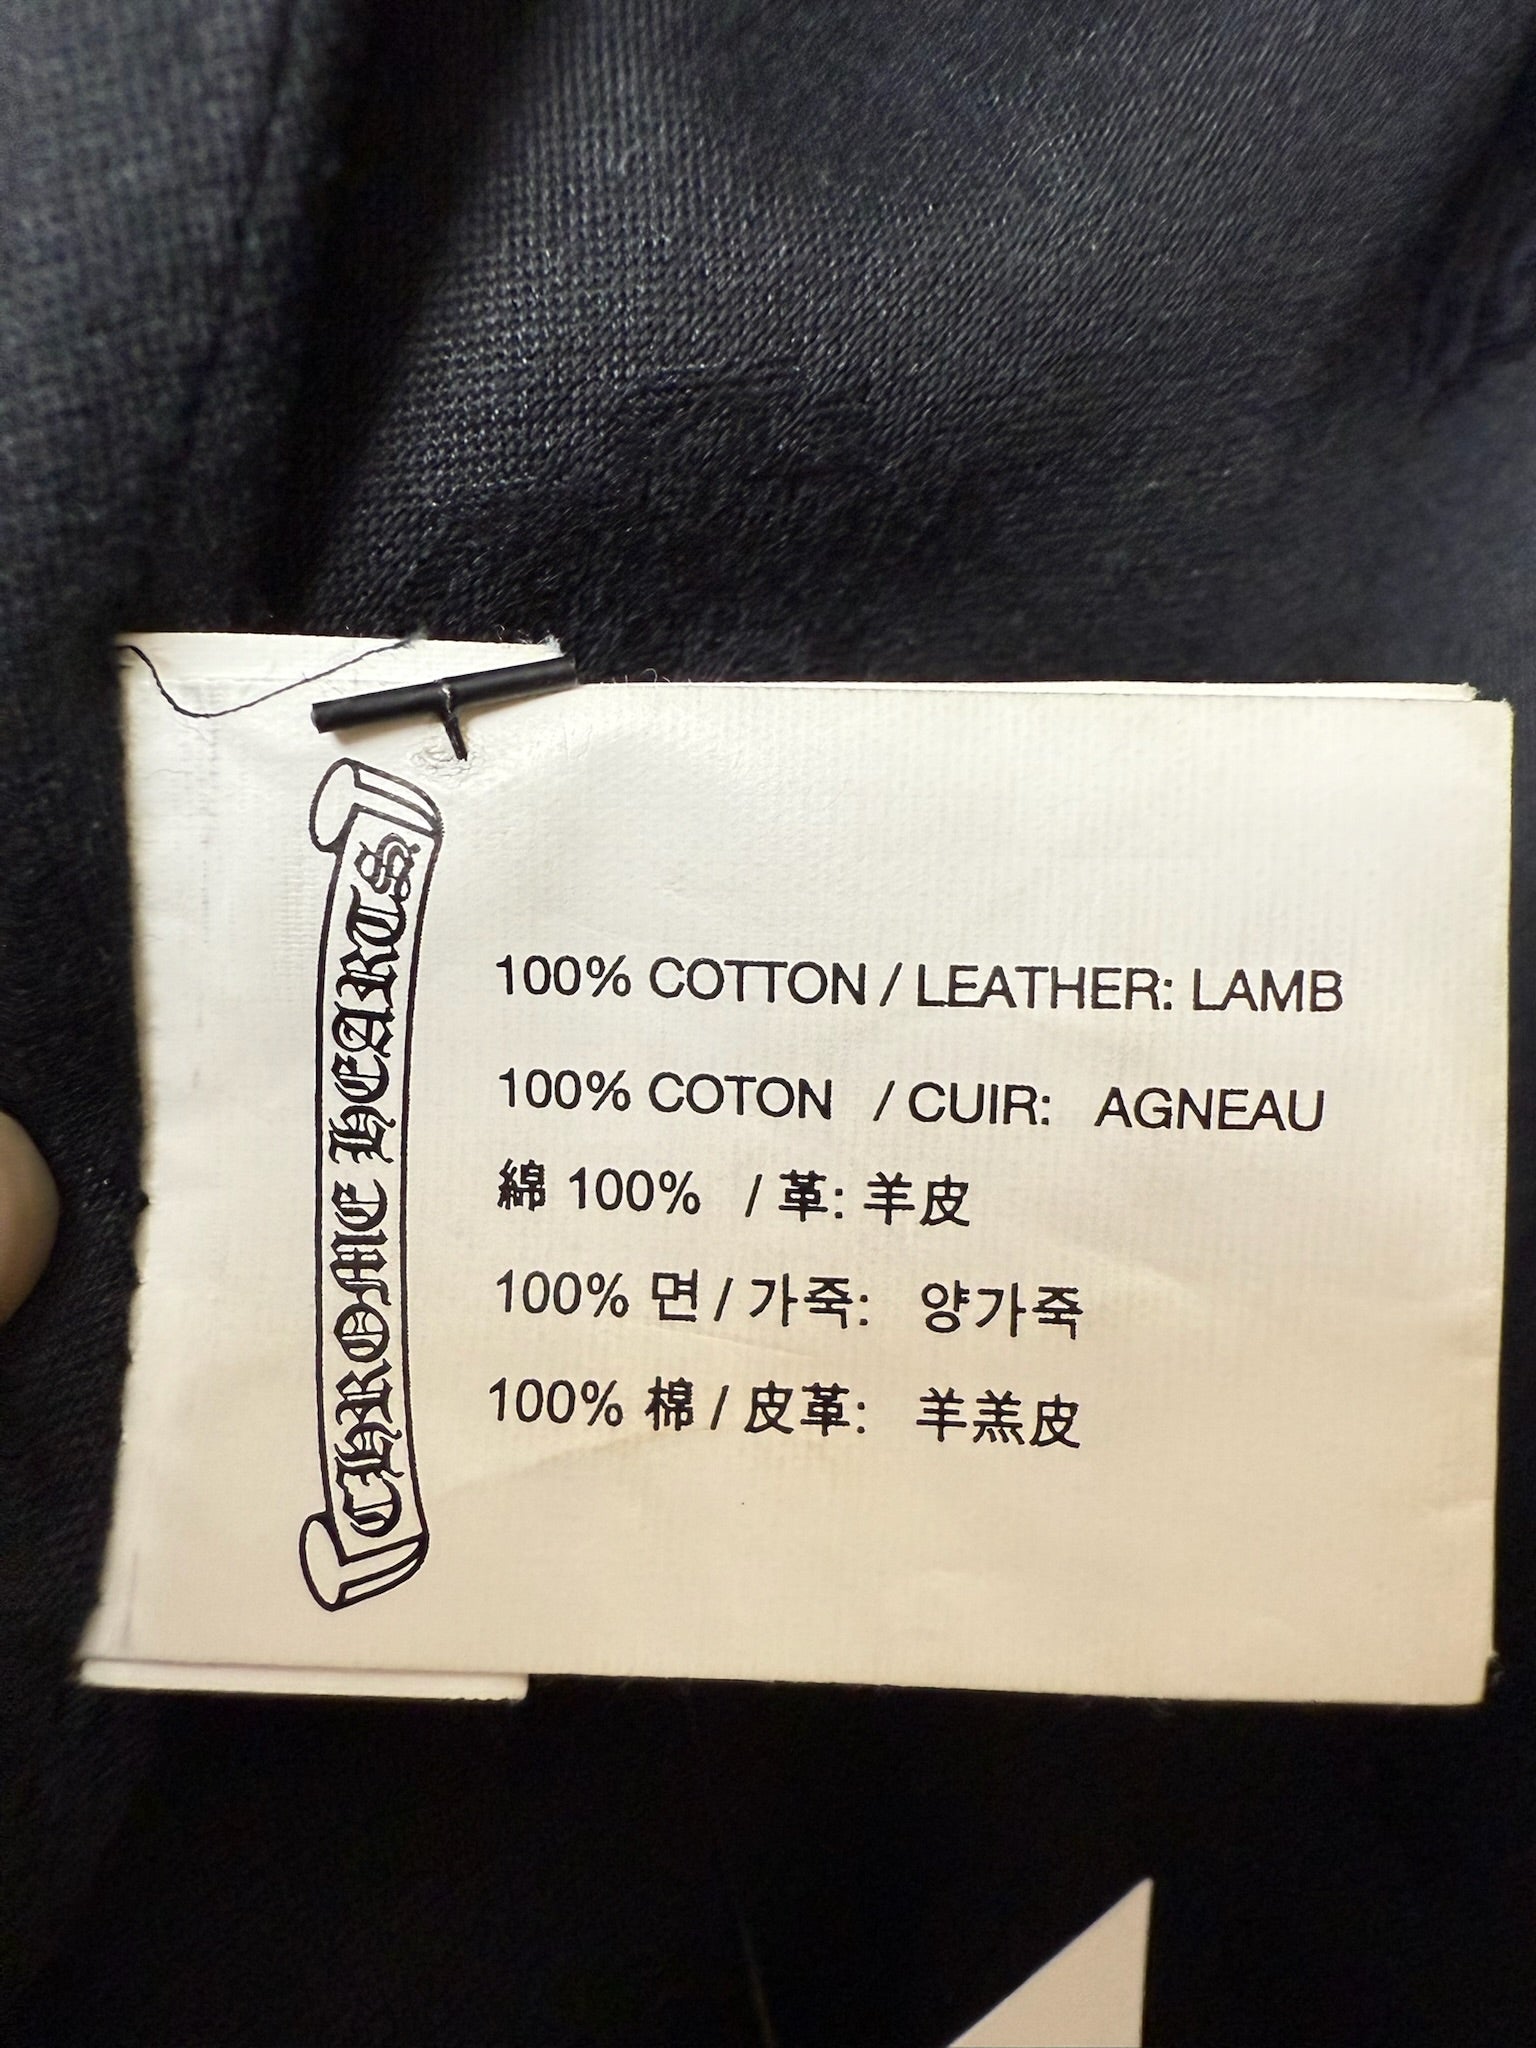 CHROME HEARTS
100% COTTON / LEATHER: LAMB
100% COTON / CUIR: AGNEAU
綿 100% / 革: 羊皮
100% 면 / 가죽: 양가죽
100% 棉 / 皮革: 羊羔皮